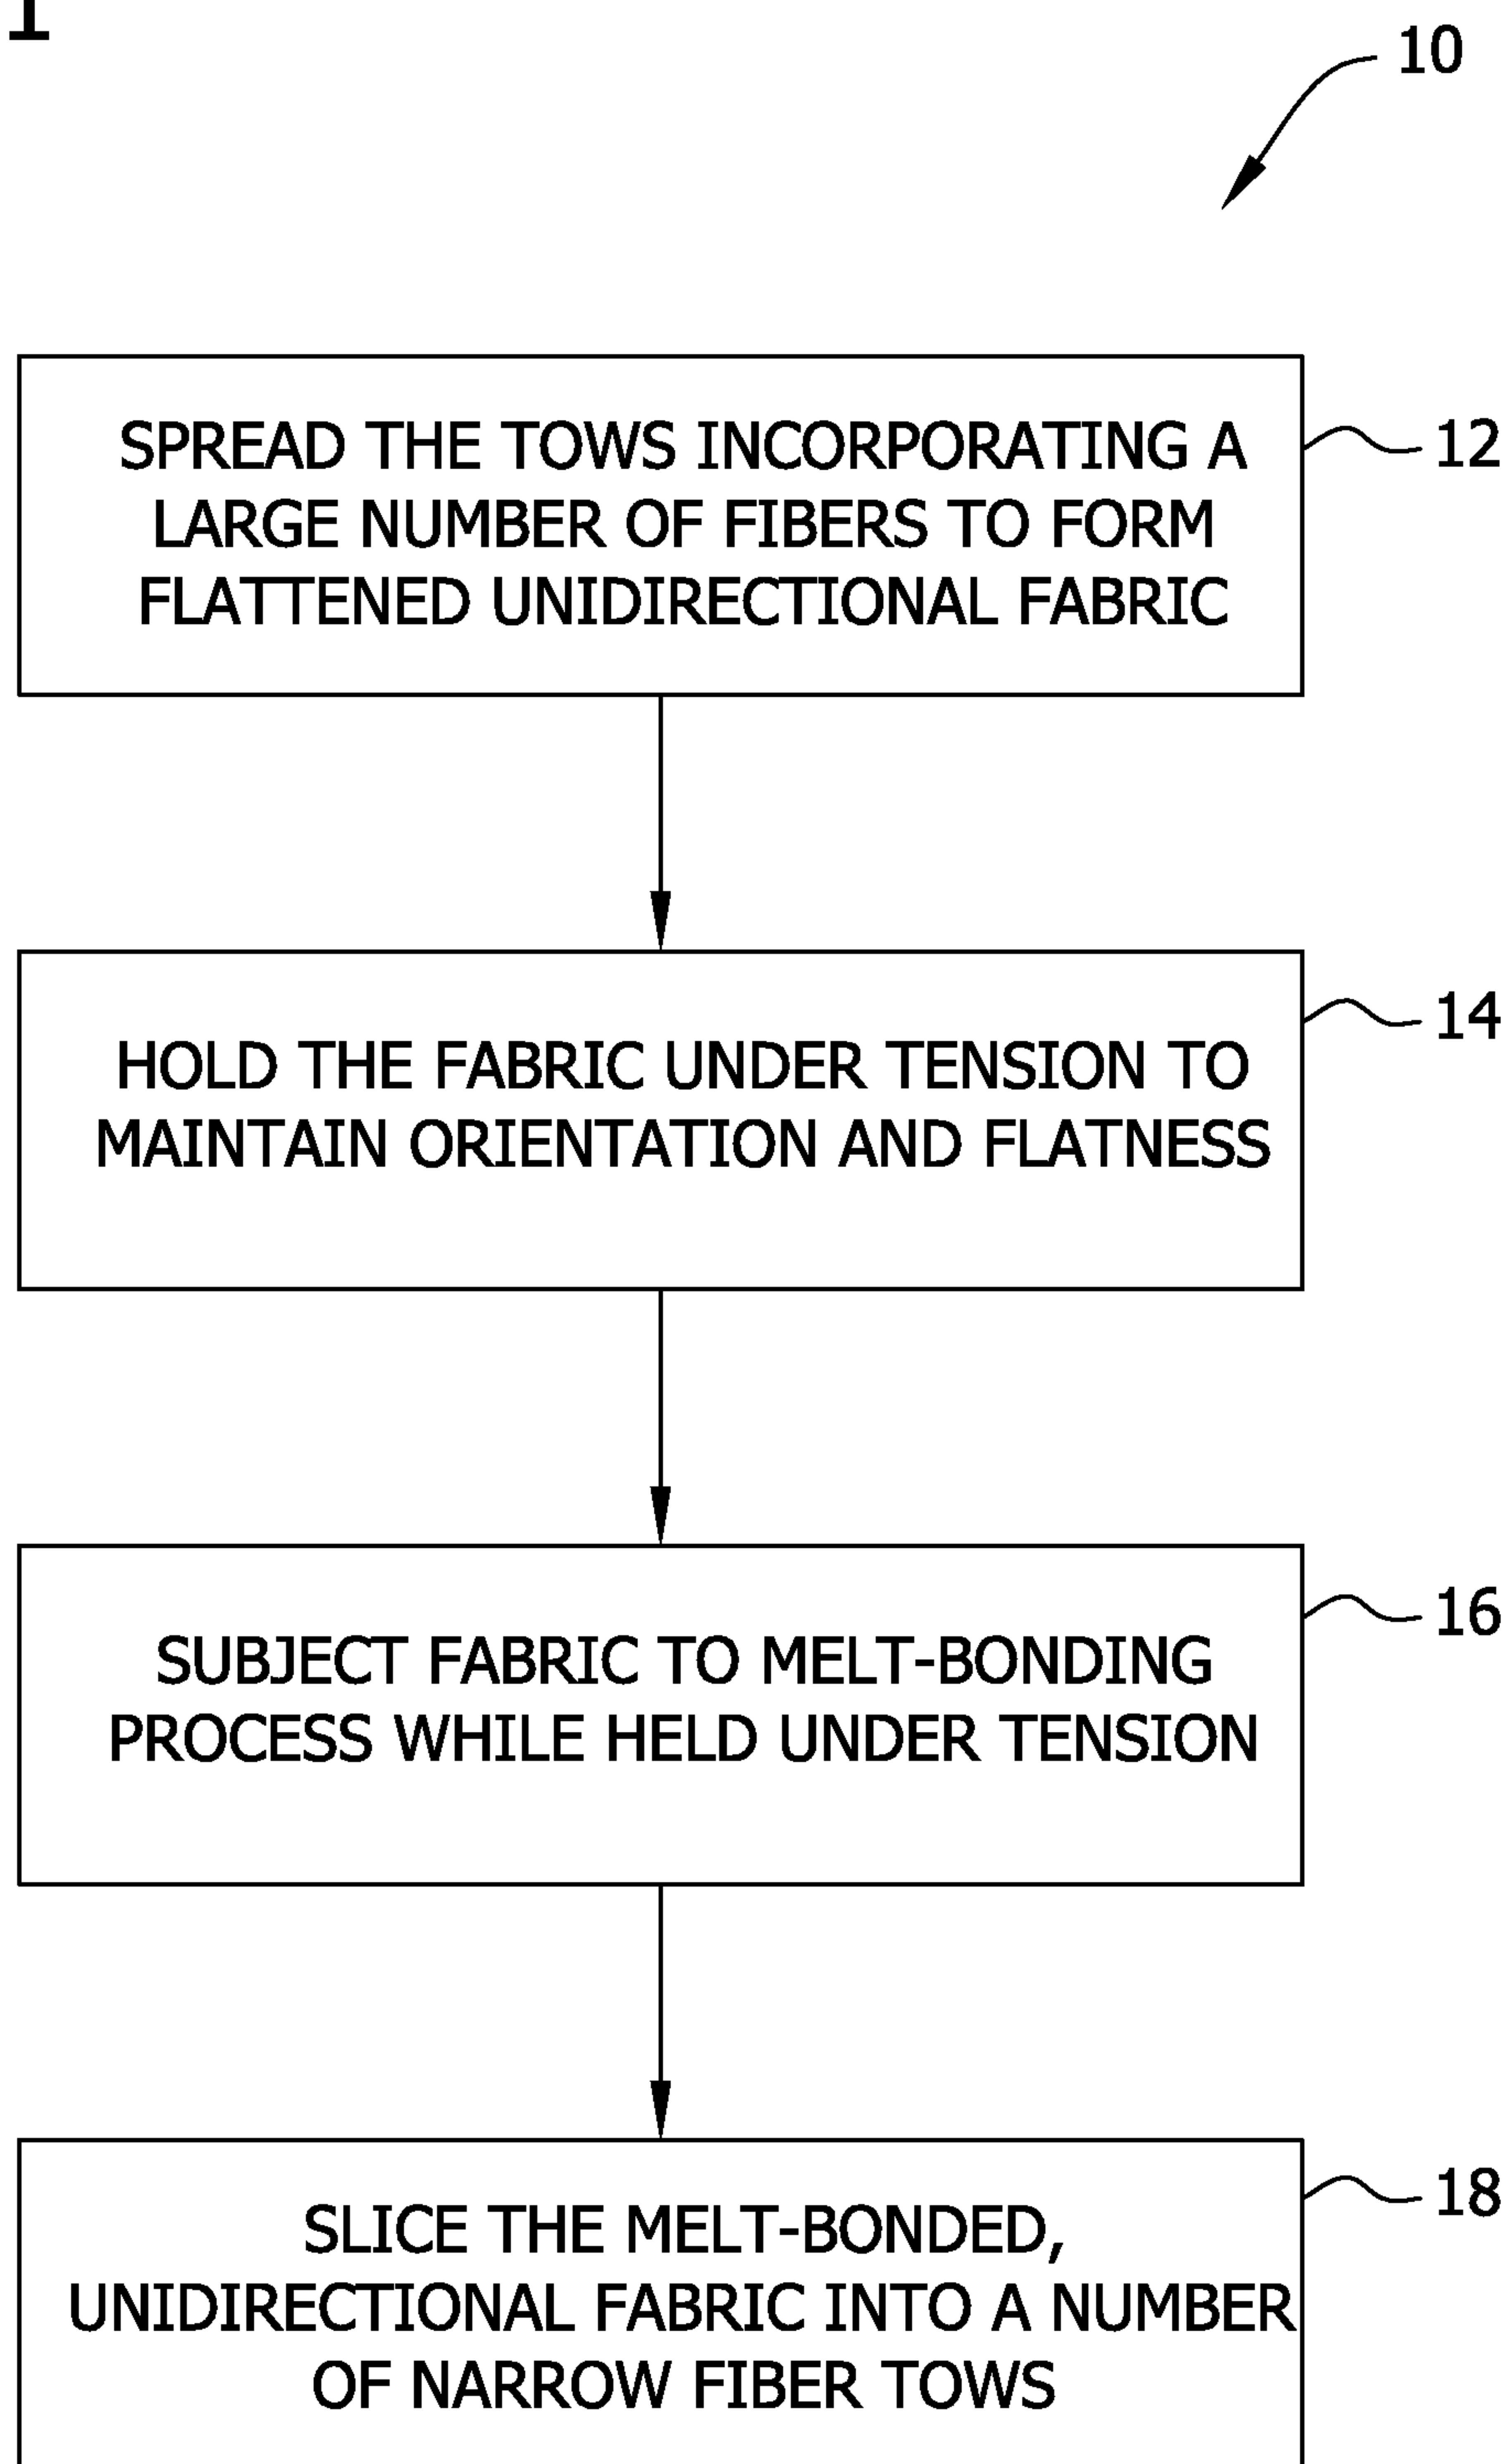 1
10
SPREAD THE TOWS INCORPORATING A
LARGE NUMBER OF FIBERS TO FORM
FLATTENED UNIDIRECTIONAL FABRIC
12
HOLD THE FABRIC UNDER TENSION TO
MAINTAIN ORIENTATION AND FLATNESS
14
SUBJECT FABRIC TO MELT-BONDING
PROCESS WHILE HELD UNDER TENSION
16
SLICE THE MELT-BONDED,
UNIDIRECTIONAL FABRIC INTO A NUMBER
OF NARROW FIBER TOWS
18